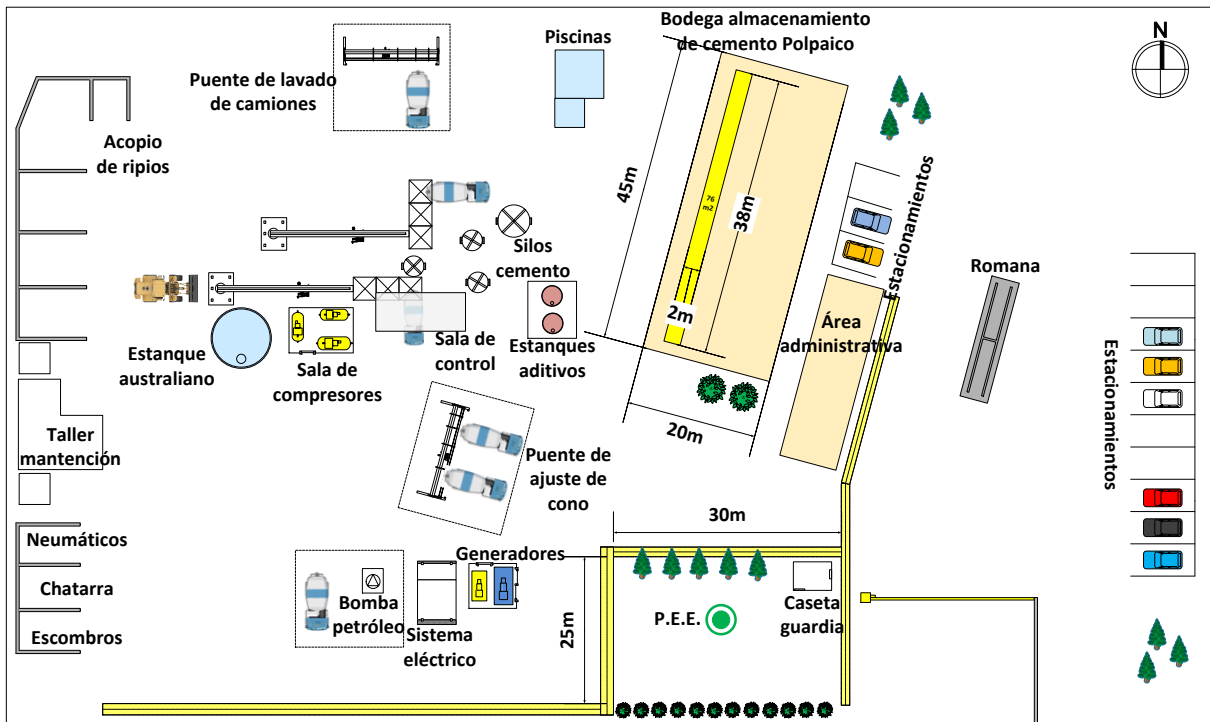 Bodega almacenamiento
de cemento Polpaico
Piscinas
N
Puente de lavado
de camiones
Acopio
de ripios
45m
76
m2
38m
Estacionamientos
Silos
cemento
Romana
2m
Área
administrativa
Estanque
australiano
Sala de
compresores
Sala de
control
Estanques
aditivos
Estacionamientos
20m
Taller
mantención
Puente de
ajuste de
cono
30m
Neumáticos
Generadores
Chatarra
Bomba
petróleo
Caseta
guardia
P.E.E.
25m
Escombros
Sistema
eléctrico